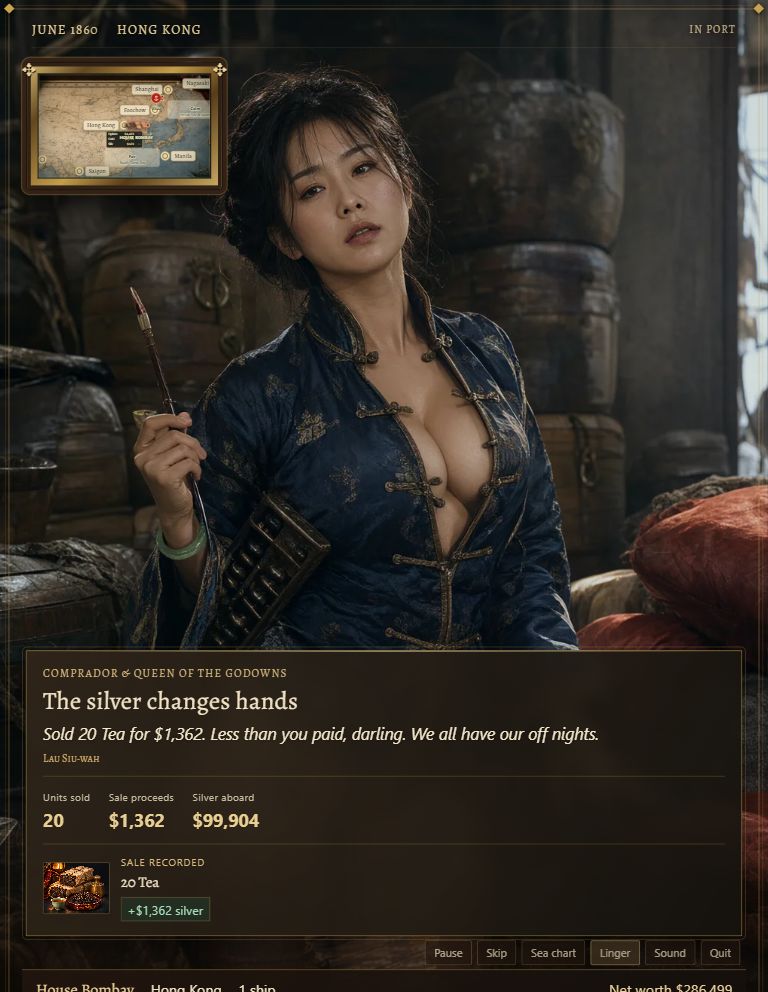 JUNE 1860 HONG KONG
IN PORT
Nagasaki
Shanghai
Foochow
Hong Kong
Manila
Saigon
COMPRADOR & QUEEN OF THE GODOWNS
The silver changes hands
Sold 20 Tea for $1,362. Less than you paid, darling. We all have our off nights.
LAU SIU-WAH
Units sold Sale proceeds Silver aboard
20 $1,362 $99,904
SALE RECORDED
20 Tea
+$1,362 silver
Pause Skip Sea chart Linger Sound Quit
House Bombay Hong Kong 1 ship Net worth $286,499